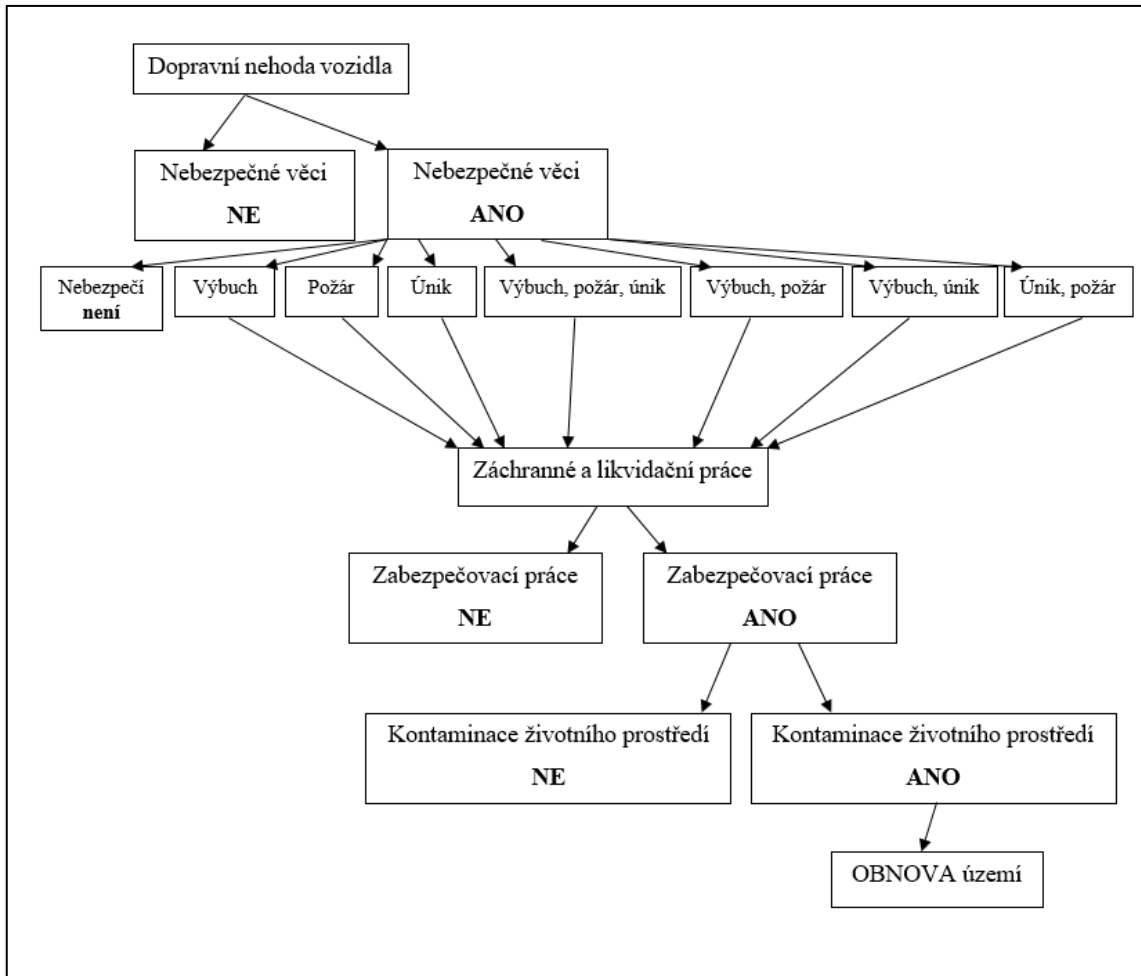 Dopravní nehoda vozidla
Nebezpečné věci
NE
Nebezpečné věci
ANO
Nebezpečí
není
Výbuch
Požár
Únik
Výbuch, požár, únik
Výbuch, požár
Výbuch, únik
Únik, požár
Záchranné a likvidační práce
Zabezpečovací práce
NE
Zabezpečovací práce
ANO
Kontaminace životního prostředí
NE
Kontaminace životního prostředí
ANO
OBNOVA území